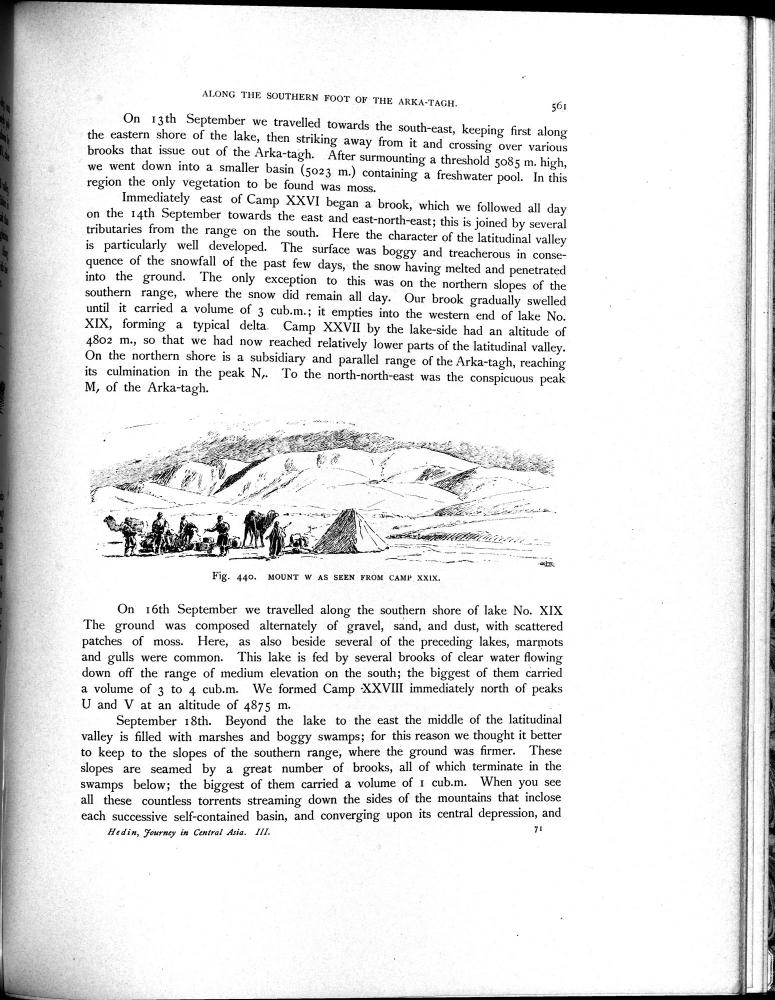 ALONG THE SOUTHERN FOOT OF THE ARKA-TAGH.
561
On 13th September we travelled towards the south-east, keeping first along
the eastern shore of the lake, then striking away from it and crossing over various
brooks that issue out of the Arka-tagh. After surmounting a threshold 5085 m. high,
we went down into a smaller basin (5023 m.) containing a freshwater pool. In this
region the only vegetation to be found was moss.
Immediately east of Camp XXVI began a brook, which we followed all day
on the 14th September towards the east and east-north-east; this is joined by several
tributaries from the range on the south. Here the character of the latitudinal valley
is particularly well developed. The surface was boggy and treacherous in conse-
quence of the snowfall of the past few days, the snow having melted and penetrated
into the ground. The only exception to this was on the northern slopes of the
southern range, where the snow did remain all day. Our brook gradually swelled
until it carried a volume of 3 cub.m.; it empties into the western end of lake No.
XIX, forming a typical delta. Camp XXVII by the lake-side had an altitude of
4802 m., so that we had now reached relatively lower parts of the latitudinal valley.
On the northern shore is a subsidiary and parallel range of the Arka-tagh, reaching
its culmination in the peak N,. To the north-north-east was the conspicuous peak
M, of the Arka-tagh.
Fig. 440. MOUNT W AS SEEN FROM CAMP XXIX.
On 16th September we travelled along the southern shore of lake No. XIX
The ground was composed alternately of gravel, sand, and dust, with scattered
patches of moss. Here, as also beside several of the preceding lakes, marmots
and gulls were common. This lake is fed by several brooks of clear water flowing
down off the range of medium elevation on the south; the biggest of them carried
a volume of 3 to 4 cub.m. We formed Camp XXVIII immediately north of peaks
U and V at an altitude of 4875 m.
September 18th. Beyond the lake to the east the middle of the latitudinal
valley is filled with marshes and boggy swamps; for this reason we thought it better
to keep to the slopes of the southern range, where the ground was firmer. These
slopes are seamed by a great number of brooks, all of which terminate in the
swamps below; the biggest of them carried a volume of 1 cub.m. When you see
all these countless torrents streaming down the sides of the mountains that inclose
each successive self-contained basin, and converging upon its central depression, and
Hedin, Journey in Central Asia. III.
71